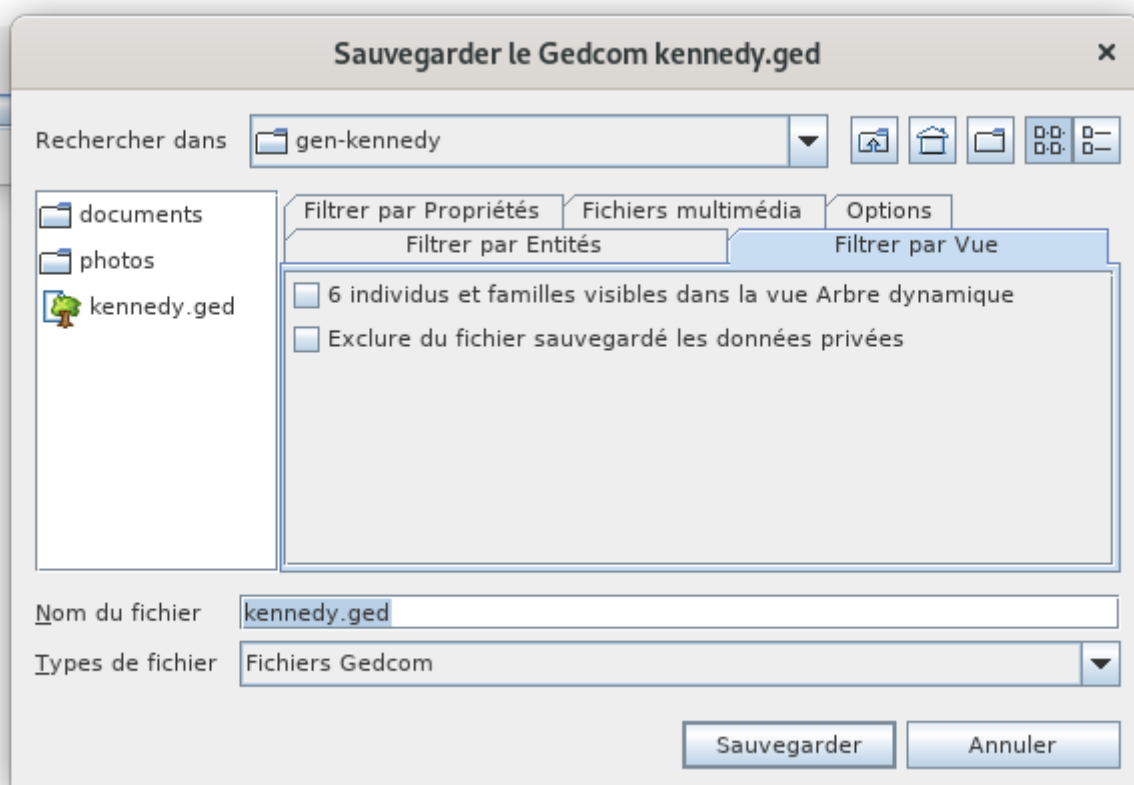 Sauvegarder le Gedcom kennedy.ged
Rechercher dans
gen-kennedy
documents
photos
kennedy.ged
Filtrer par Propriétés
Fichiers multimédia
Options
Filtrer par Entités
Filtrer par Vue
6 individus et familles visibles dans la vue Arbre dynamique
Exclure du fichier sauvegardé les données privées
Nom du fichier
kennedy.ged
Types de fichier
Fichiers Gedcom
Sauvegarder
Annuler